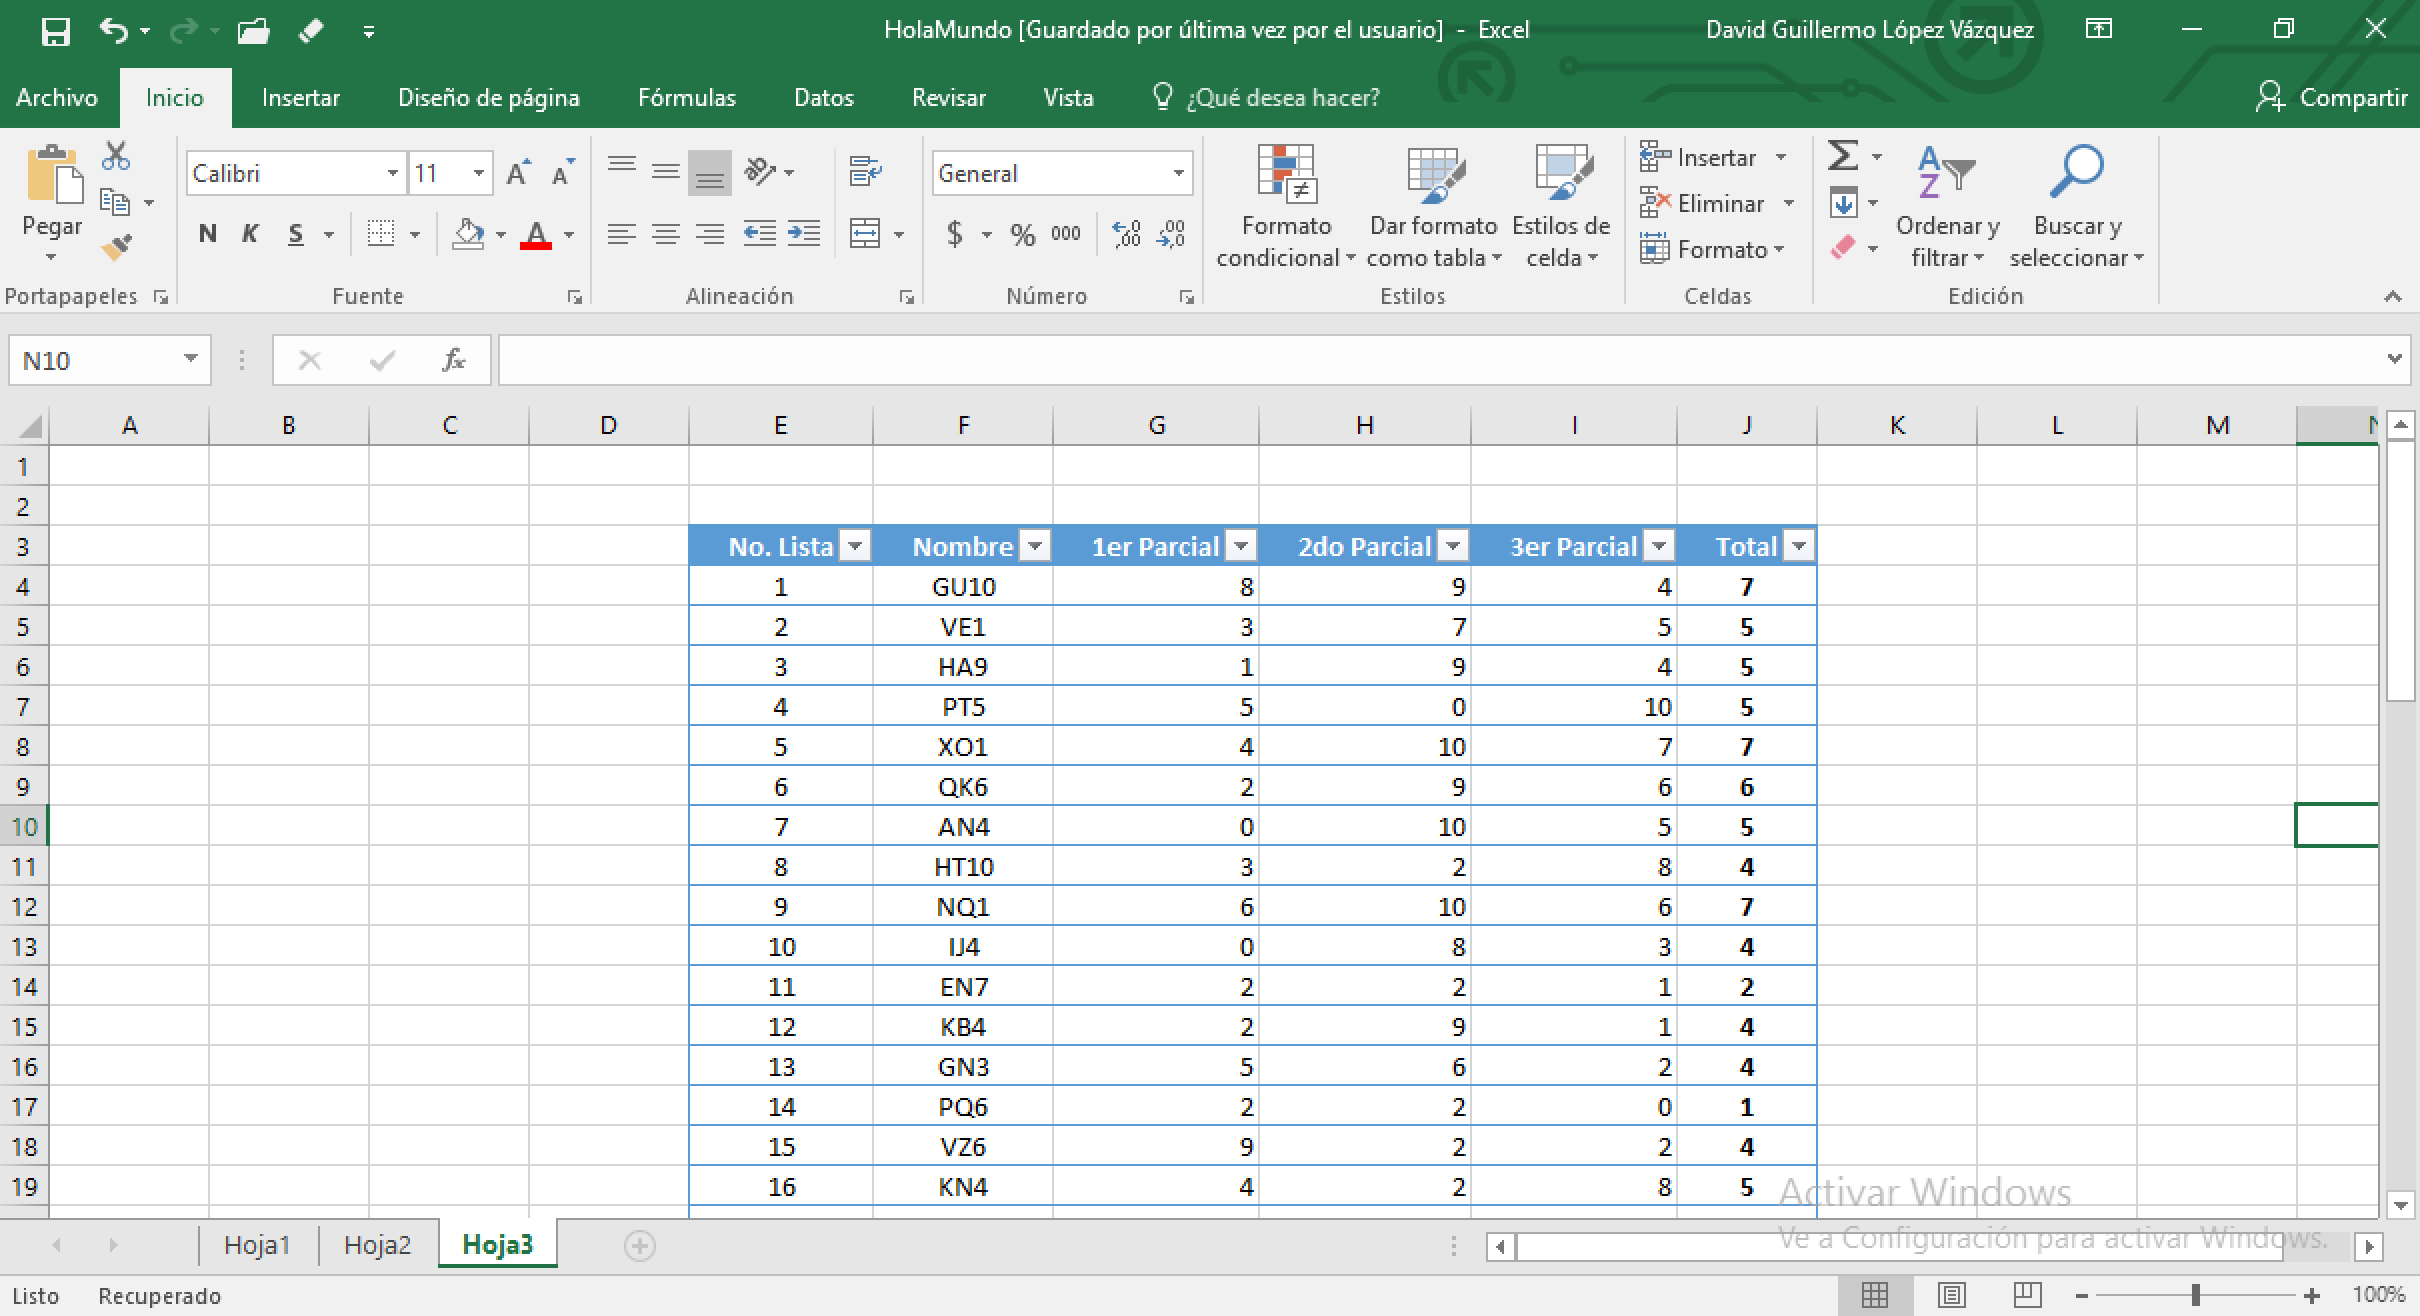 HolaMundo [Guardado por última vez por el usuario] - Excel
David Guillermo López Vázquez
Archivo Inicio Insertar Diseño de página Fórmulas Datos Revisar Vista ¿Qué desea hacer? Compartir
Calibri 11 General
Pegar
N K S $ % 000
Formato condicional
Dar formato como tabla
Estilos de celda
Insertar
Eliminar
Formato
Ordenar y filtrar
Buscar y seleccionar
Portapapeles Fuente Alineación Número Estilos Celdas Edición
N10 fx
A B C D E F G H I J K L M N
1
2
3 No. Lista Nombre 1er Parcial 2do Parcial 3er Parcial Total
4 1 GU10 8 9 4 7
5 2 VE1 3 7 5 5
6 3 HA9 1 9 4 5
7 4 PT5 5 0 10 5
8 5 XO1 4 10 7 7
9 6 QK6 2 9 6 6
10 7 AN4 0 10 5 5
11 8 HT10 3 2 8 4
12 9 NQ1 6 10 6 7
13 10 IJ4 0 8 3 4
14 11 EN7 2 2 1 2
15 12 KB4 2 9 1 4
16 13 GN3 5 6 2 4
17 14 PQ6 2 2 0 1
18 15 VZ6 9 2 2 4
19 16 KN4 4 2 8 5
Activar Windows
Ve a Configuración para activar Windows.
Hoja1 Hoja2 Hoja3
Listo Recuperado 100%